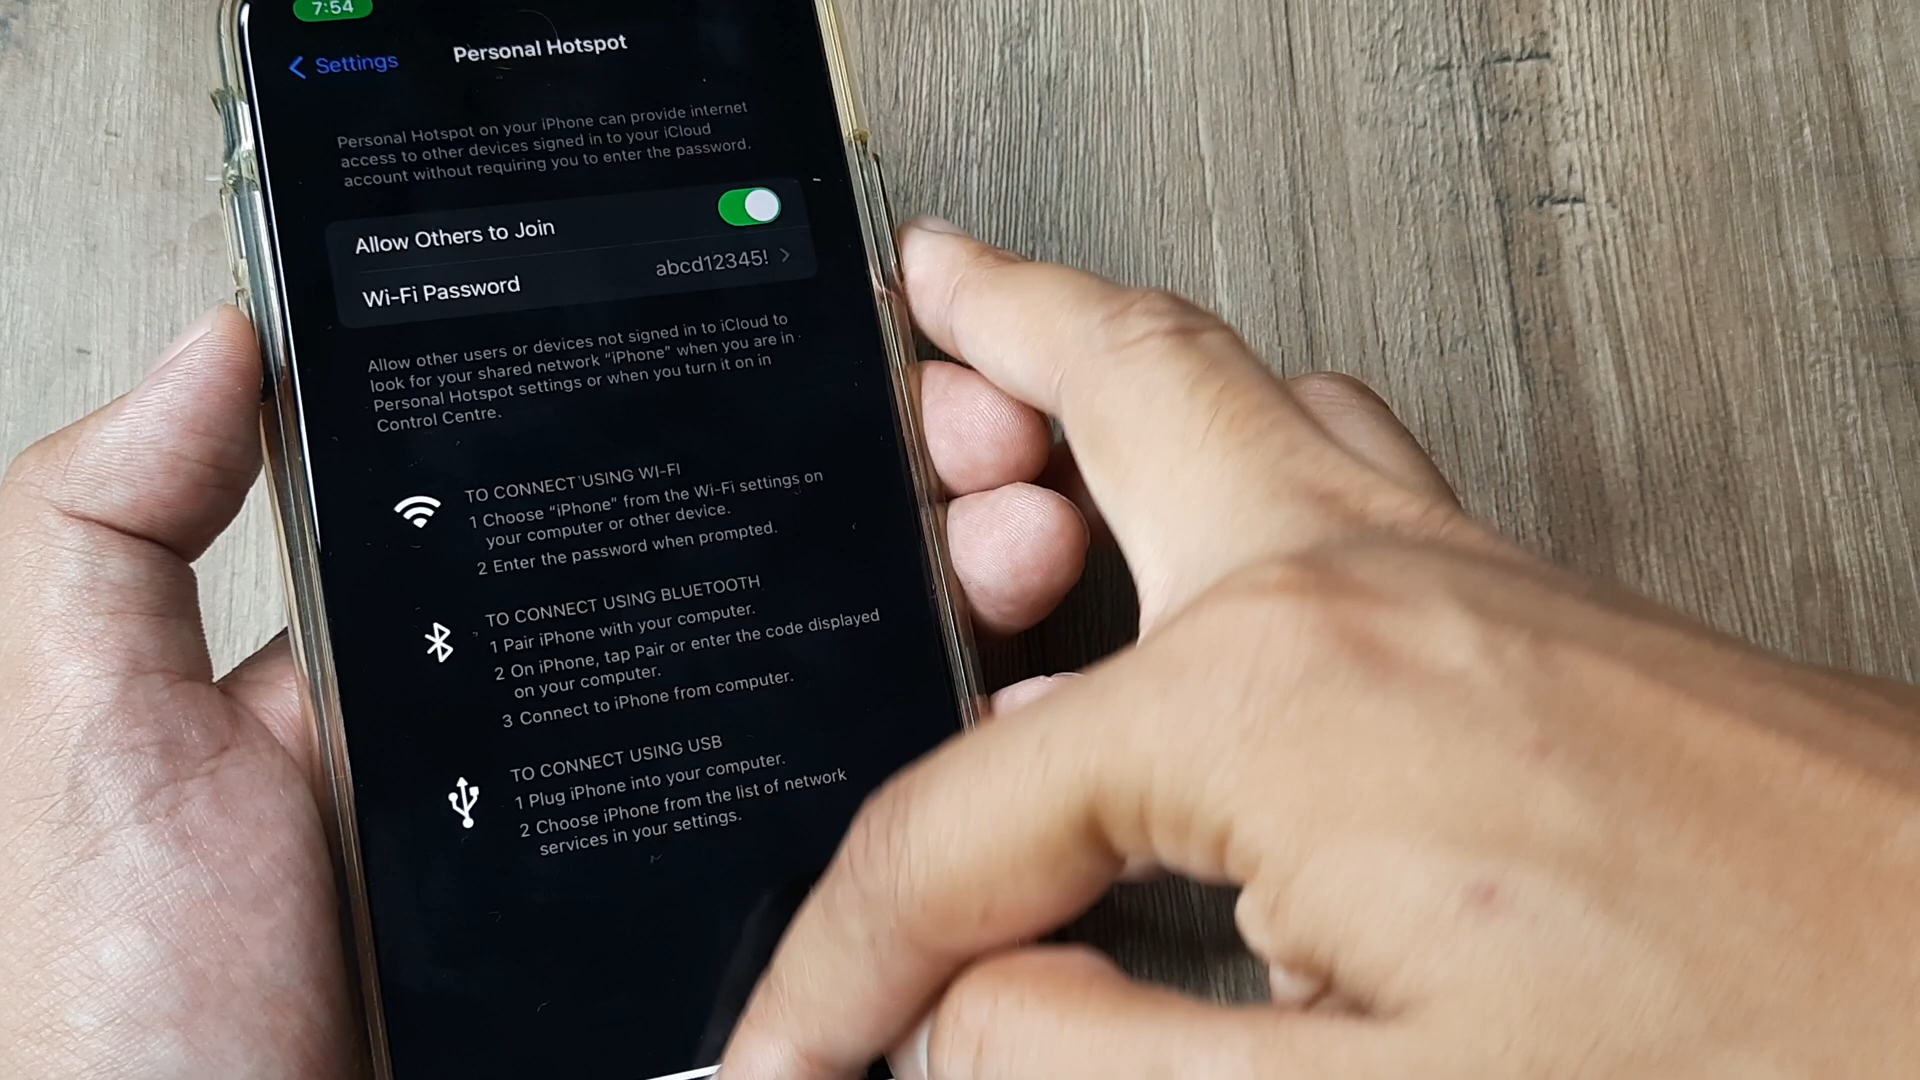 7:54
Settings
Personal Hotspot
Personal Hotspot on your iPhone can provide internet
access to other devices signed in to your iCloud
account without requiring you to enter the password.
Allow Others to Join
Wi-Fi Password abcd12345!
Allow other users or devices not signed in to iCloud to
look for your shared network “iPhone” when you are in
Personal Hotspot settings or when you turn it on in
Control Centre.
TO CONNECT USING WI-FI
1 Choose “iPhone” from the Wi-Fi settings on
your computer or other device.
2 Enter the password when prompted.
TO CONNECT USING BLUETOOTH
1 Pair iPhone with your computer.
2 On iPhone, tap Pair or enter the code displayed
on your computer.
3 Connect to iPhone from computer.
TO CONNECT USING USB
1 Plug iPhone into your computer.
2 Choose iPhone from the list of network
services in your settings.